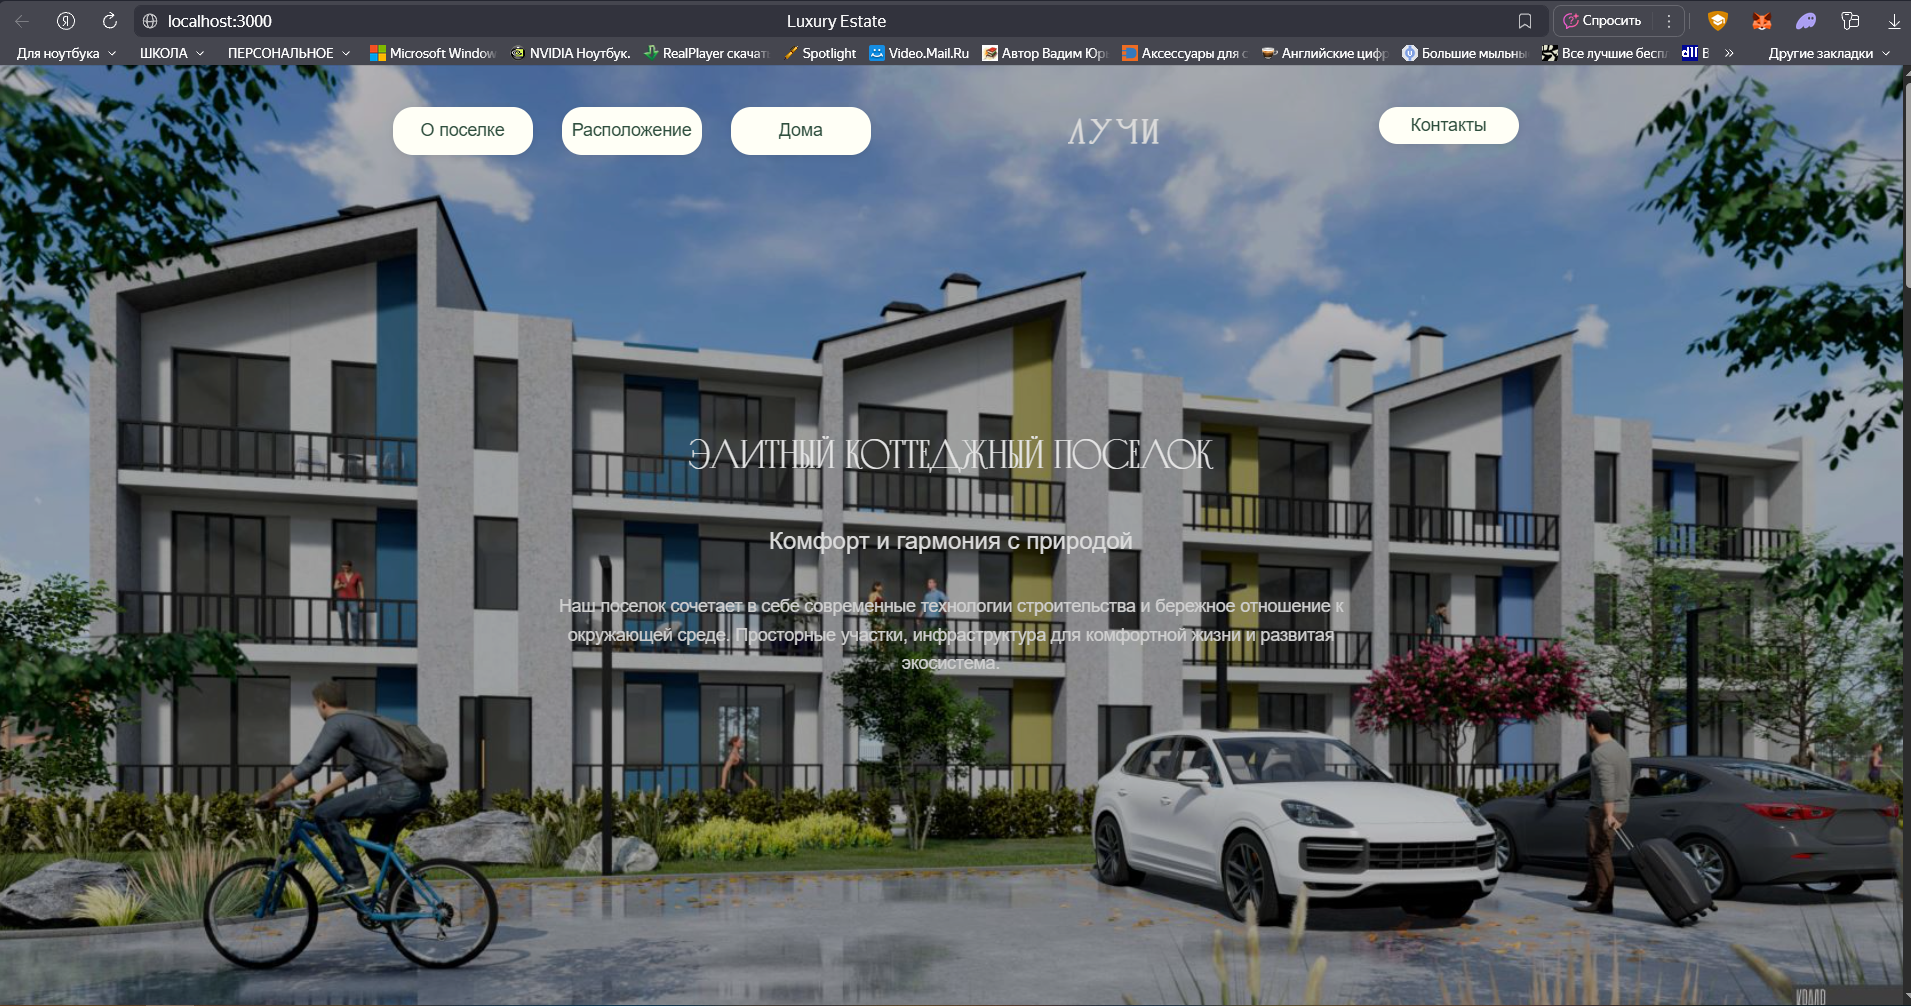 localhost:3000
Luxury Estate
Спросить
Для ноутбука
ШКОЛА
ПЕРСОНАЛЬНОЕ
Microsoft Window
NVIDIA Ноутбук.
RealPlayer скачат
Spotlight
Video.Mail.Ru
Автор Вадим Юр
Аксессуары для с
Английские цифр
Большие мыльны
Все лучшие бесп
В
Другие закладки
О поселке
Расположение
Дома
ЛУЧИ
Контакты
ЭЛИТНЫЙ КОТТЕДЖНЫЙ ПОСЕЛОК
Комфорт и гармония с природой
Наш поселок сочетает в себе современные технологии строительства и бережное отношение к
окружающей среде. Просторные участки, инфраструктура для комфортной жизни и развитая
экосистема.